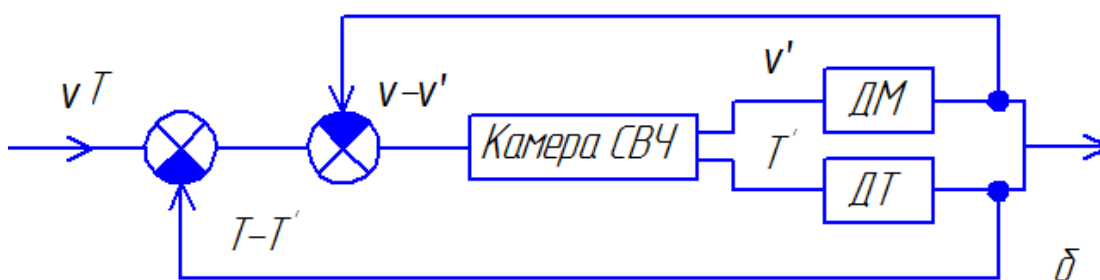 v T
v-v'
Камера СВЧ
v'
T'
ДМ
ДТ
T-T'
δ